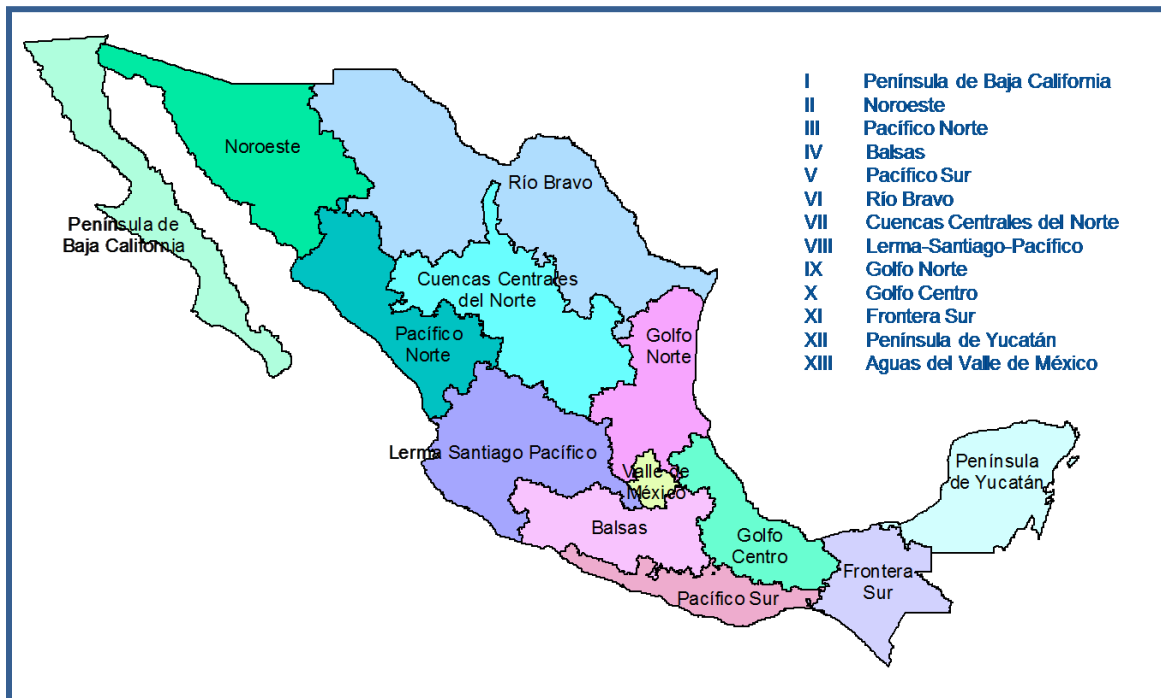 I Península de Baja California
II Noroeste
III Pacífico Norte
IV Balsas
V Pacífico Sur
VI Río Bravo
VII Cuencas Centrales del Norte
VIII Lerma-Santiago-Pacífico
IX Golfo Norte
X Golfo Centro
XI Frontera Sur
XII Península de Yucatán
XIII Aguas del Valle de México
Noroeste
Río Bravo
Península de
Baja California
Cuencas Centrales
del Norte
Pacífico
Norte
Golfo
Norte
Lerma Santiago Pacífico
Valle de
México
Península
de Yucatán
Balsas
Golfo
Centro
Frontera
Sur
Pacífico Sur